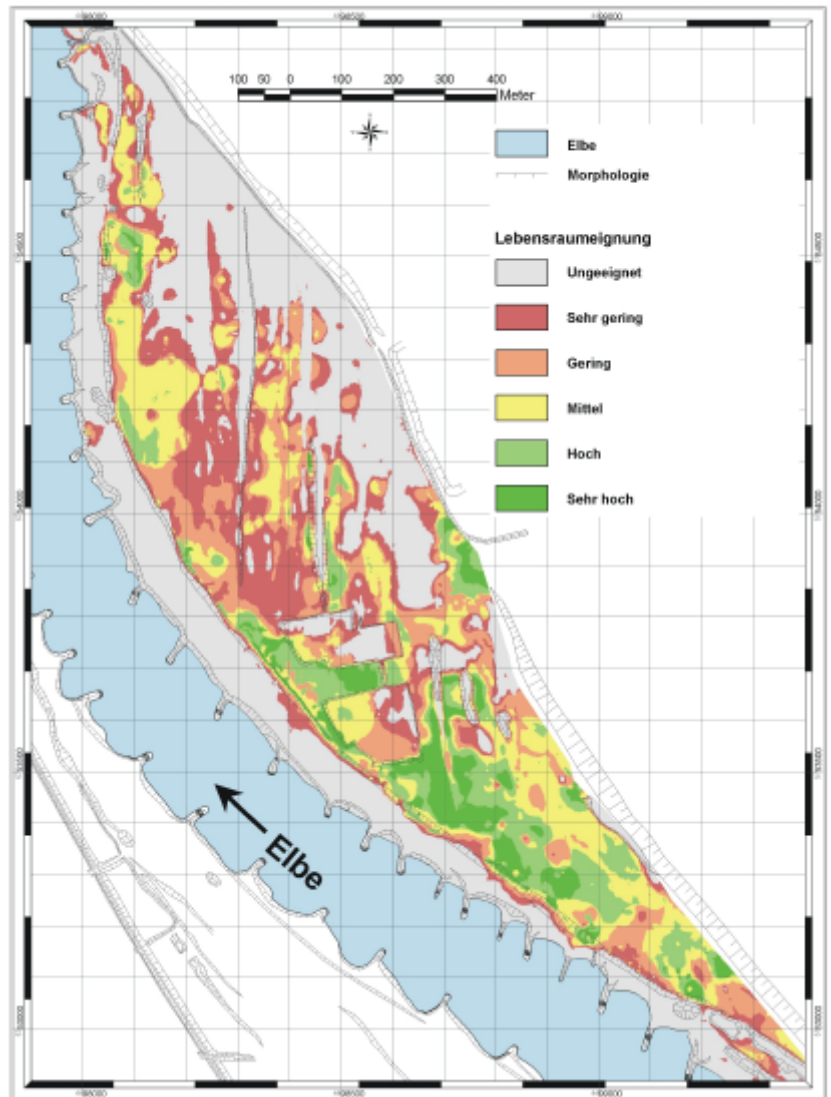 100 50 0 100 200 300 400
Meter
Elbe
Morphologie
Lebensraumeignung
Ungeeignet
Sehr gering
Gering
Mittel
Hoch
Sehr hoch
Elbe